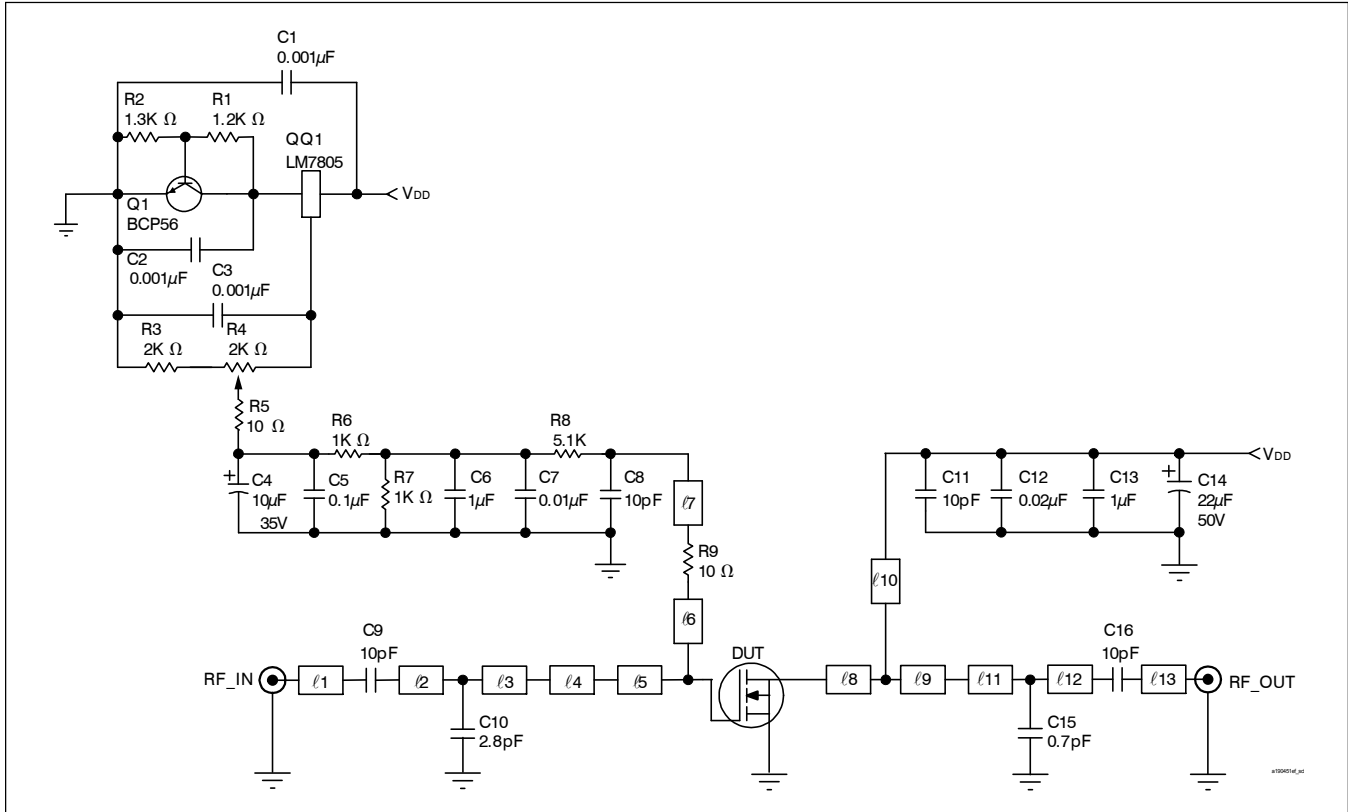 C1
0.001µF
R2
1.3K Ω
R1
1.2K Ω
QQ1
LM7805
VDD
Q1
BCP56
C2
0.001µF
C3
0.001µF
R3
2K Ω
R4
2K Ω
R5
10 Ω
R6
1K Ω
R8
5.1K
+
C4
10µF
35V
C5
0.1µF
R7
1K Ω
C6
1µF
C7
0.01µF
C8
10pF
ℓ7
R9
10 Ω
ℓ6
VDD
C11
10pF
C12
0.02µF
C13
1µF
+
C14
22µF
50V
ℓ10
RF_IN
ℓ1
C9
10pF
ℓ2
ℓ3
ℓ4
ℓ5
C10
2.8pF
DUT
ℓ8
ℓ9
ℓ11
ℓ12
C16
10pF
ℓ13
RF_OUT
C15
0.7pF